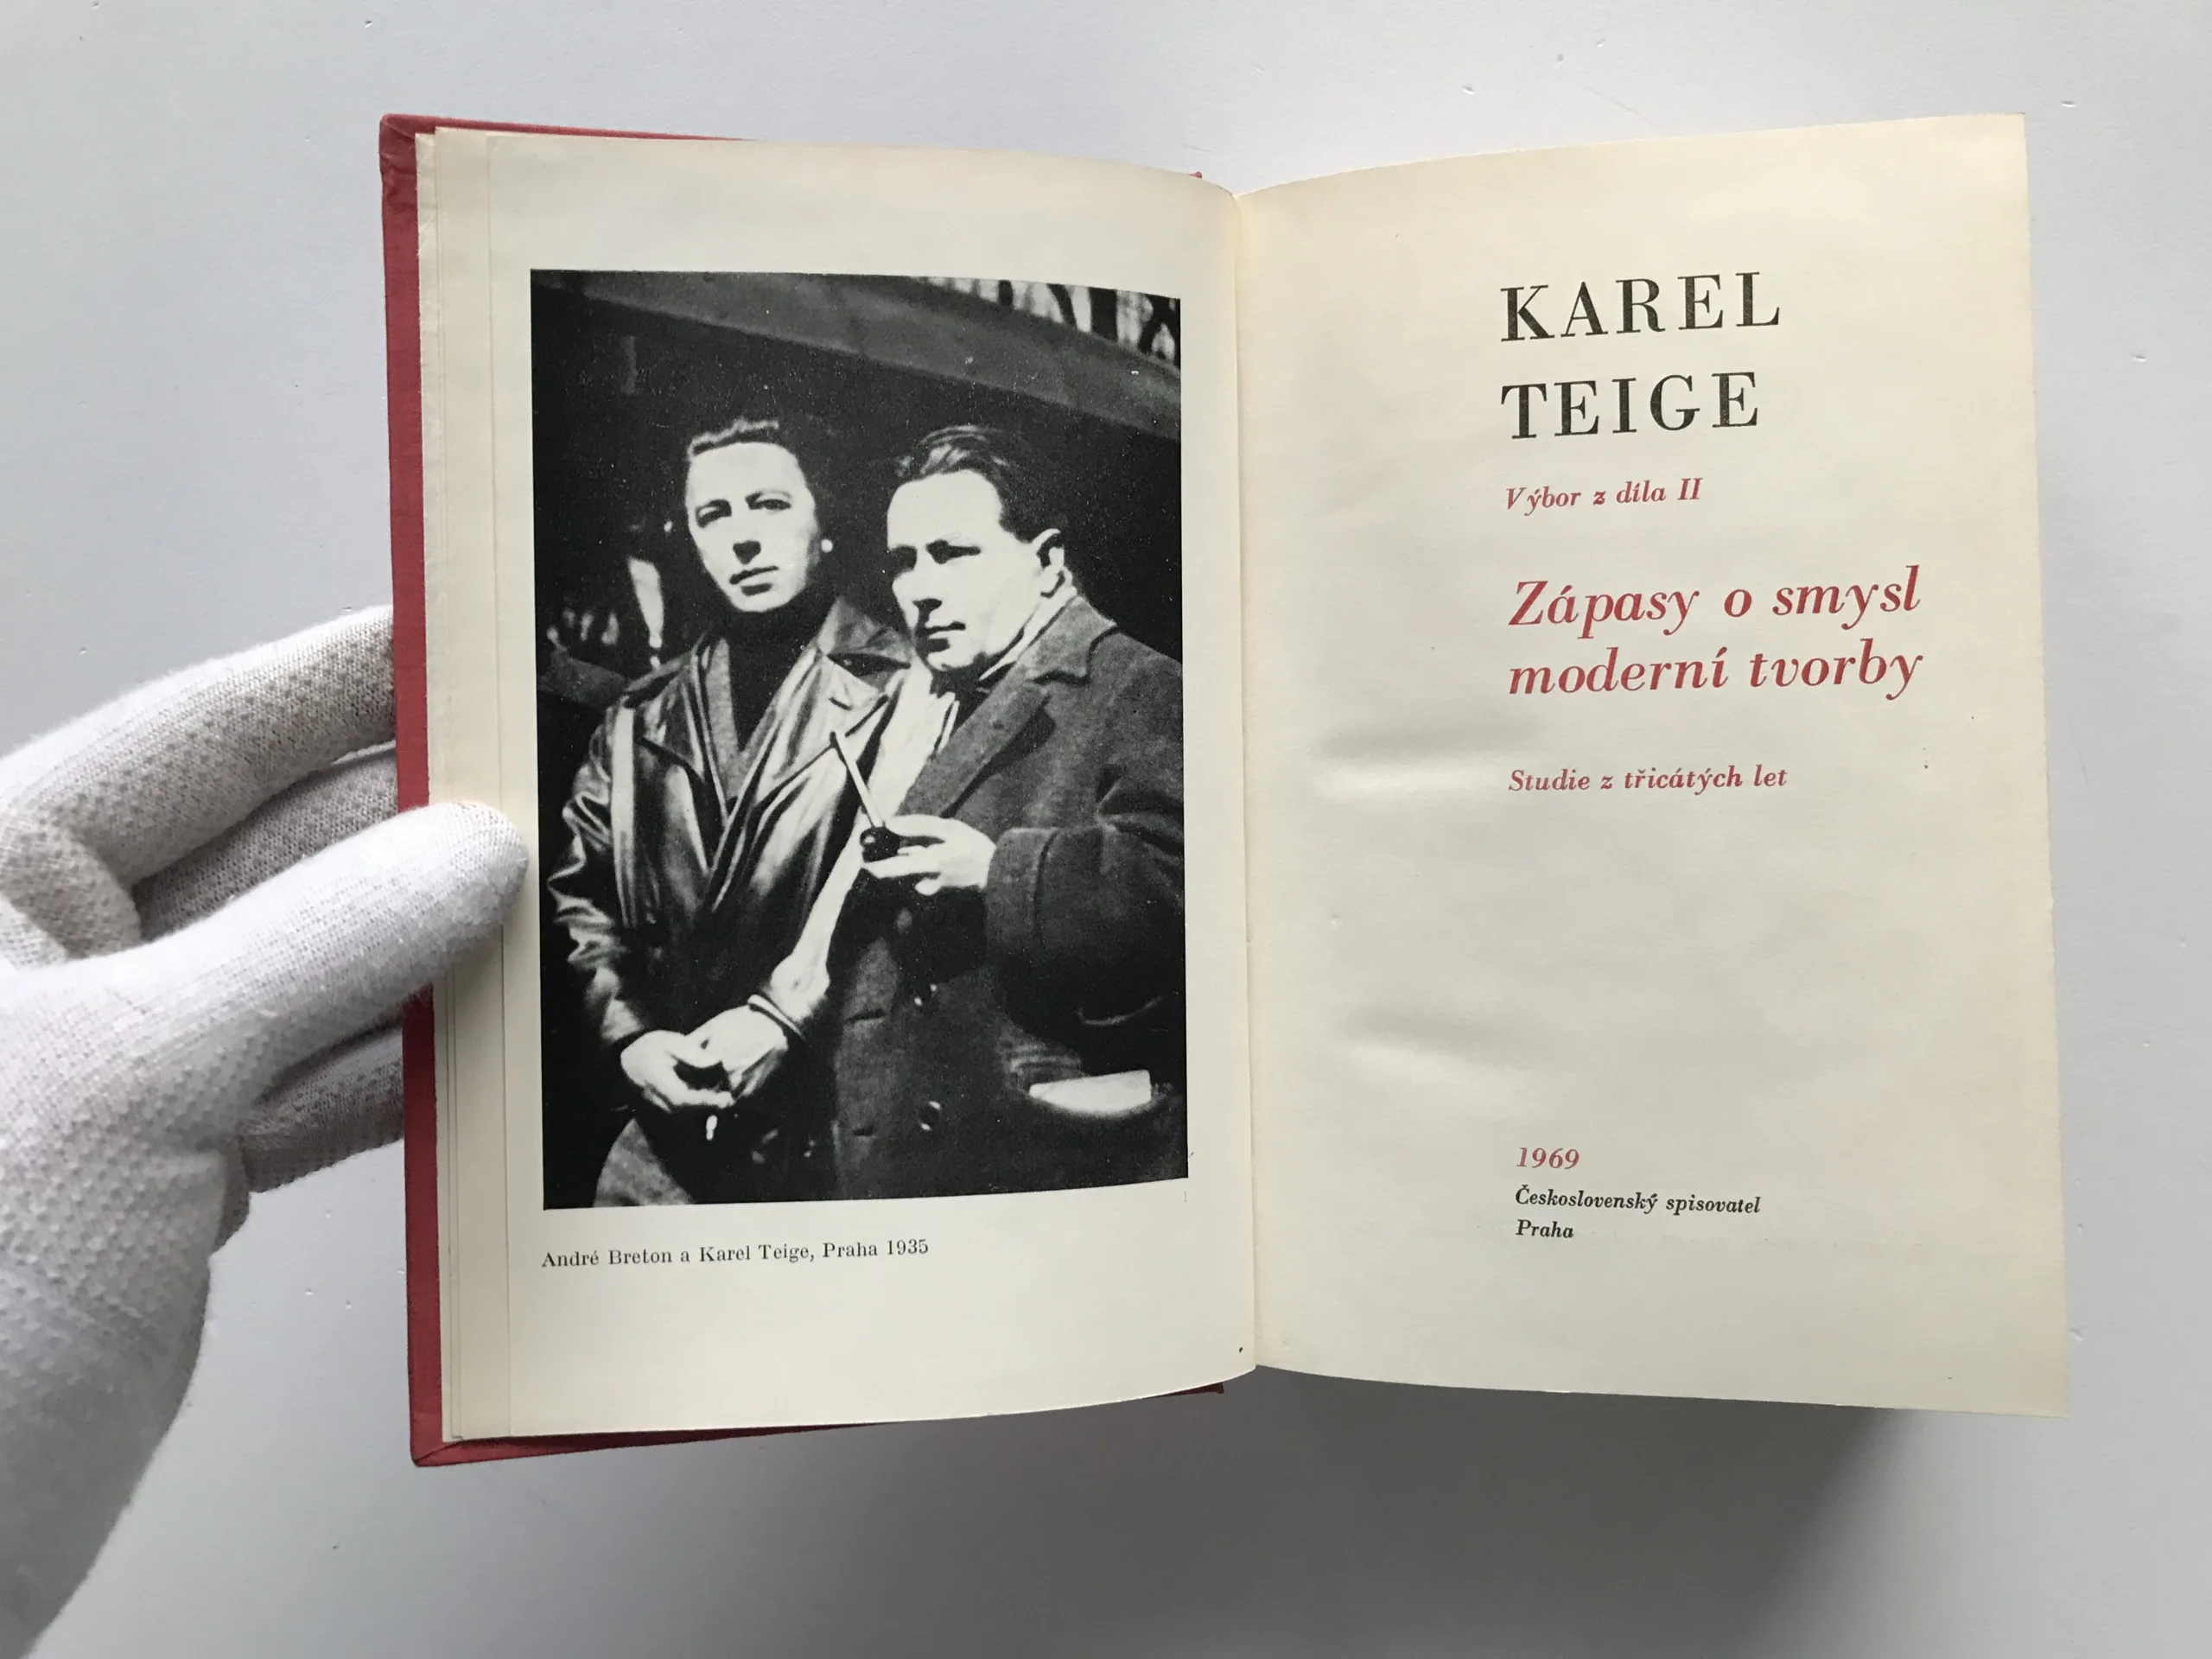 André Breton a Karel Teige, Praha 1935
KAREL
TEIGE
Výbor z díla II
Zápasy o smysl
moderní tvorby
Studie z třicátých let
1969
Československý spisovatel
Praha